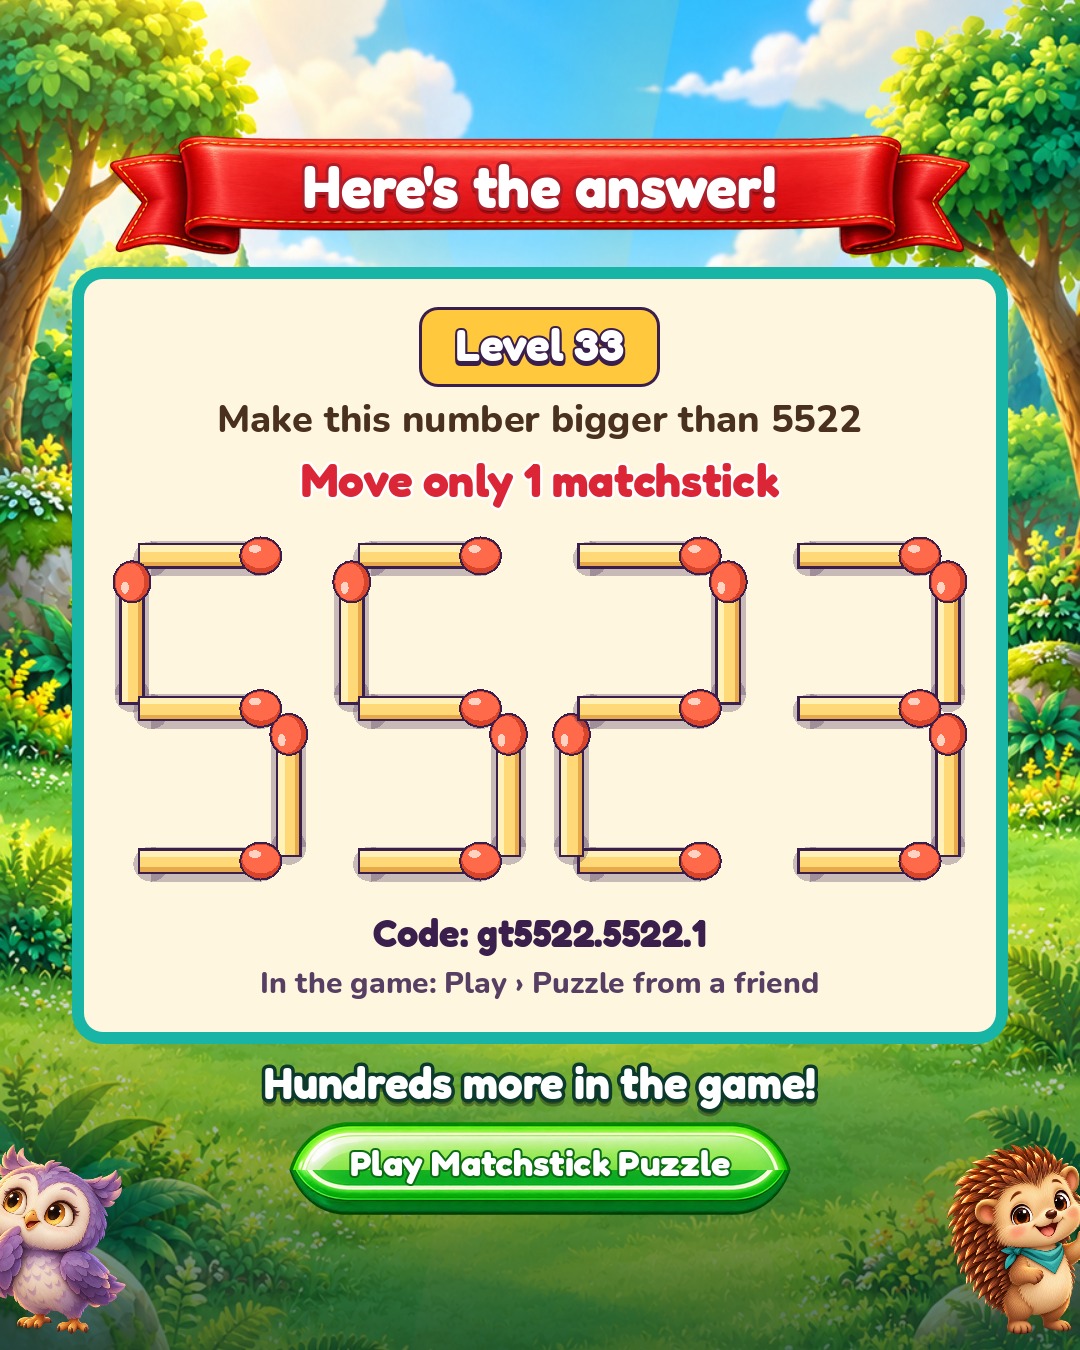 Here's the answer!
Level 33
Make this number bigger than 5522
Move only 1 matchstick
5523
Code: gt5522.5522.1
In the game: Play › Puzzle from a friend
Hundreds more in the game!
Play Matchstick Puzzle